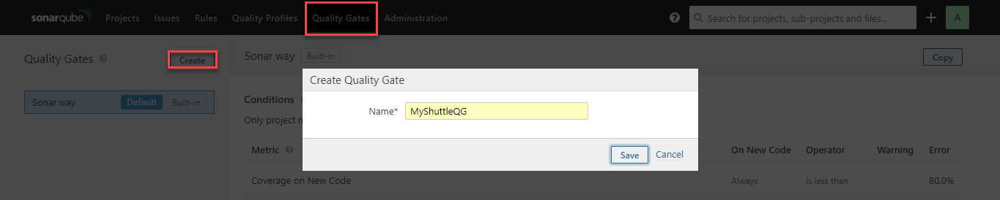 sonarqube Projects Issues Rules Quality Profiles Quality Gates Administration ? Search for projects, sub-projects and files... + A
Quality Gates ? Create
Sonar way Built-in Copy
Create Quality Gate
Sonar way Default Built-in
Conditions
Name* MyShuttleQG
Only project m
Metric ? On New Code Operator Warning Error
Save Cancel
Coverage on New Code Always is less than 80.0%